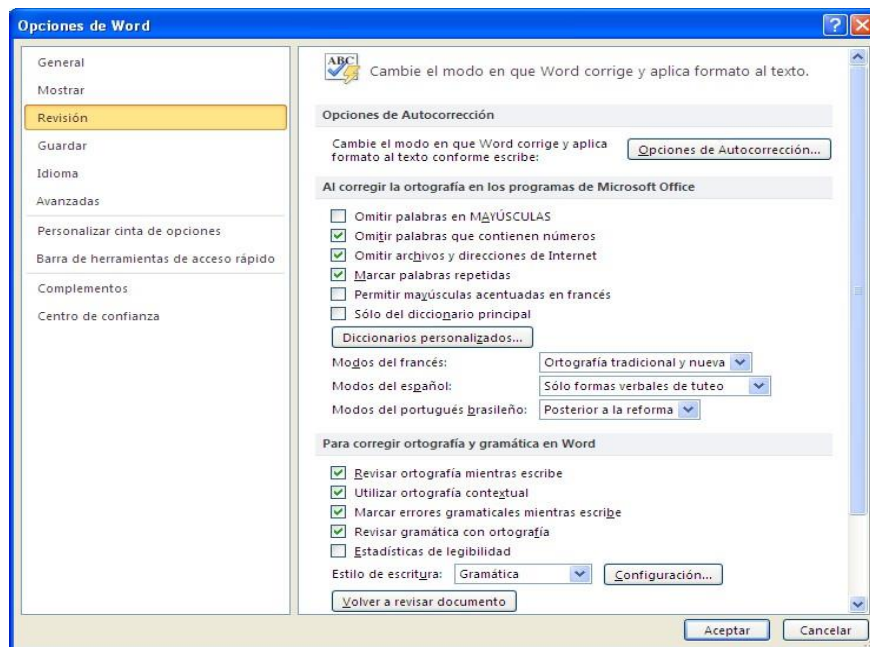 Opciones de Word
General
Mostrar
Revisión
Guardar
Idioma
Avanzadas
Personalizar cinta de opciones
Barra de herramientas de acceso rápido
Complementos
Centro de confianza
ABC
Cambie el modo en que Word corrige y aplica formato al texto.
Opciones de Autocorrección
Cambie el modo en que Word corrige y aplica
formato al texto conforme escribe:
Opciones de Autocorrección...
Al corregir la ortografía en los programas de Microsoft Office
Omitir palabras en MAYÚSCULAS
Omitir palabras que contienen números
Omitir archivos y direcciones de Internet
Marcar palabras repetidas
Permitir mayúsculas acentuadas en francés
Sólo del diccionario principal
Diccionarios personalizados...
Modos del francés: Ortografía tradicional y nueva
Modos del español: Sólo formas verbales de tuteo
Modos del portugués brasileño: Posterior a la reforma
Para corregir ortografía y gramática en Word
Revisar ortografía mientras escribe
Utilizar ortografía contextual
Marcar errores gramaticales mientras escribe
Revisar gramática con ortografía
Estadísticas de legibilidad
Estilo de escritura: Gramática Configuración...
Volver a revisar documento
Aceptar Cancelar